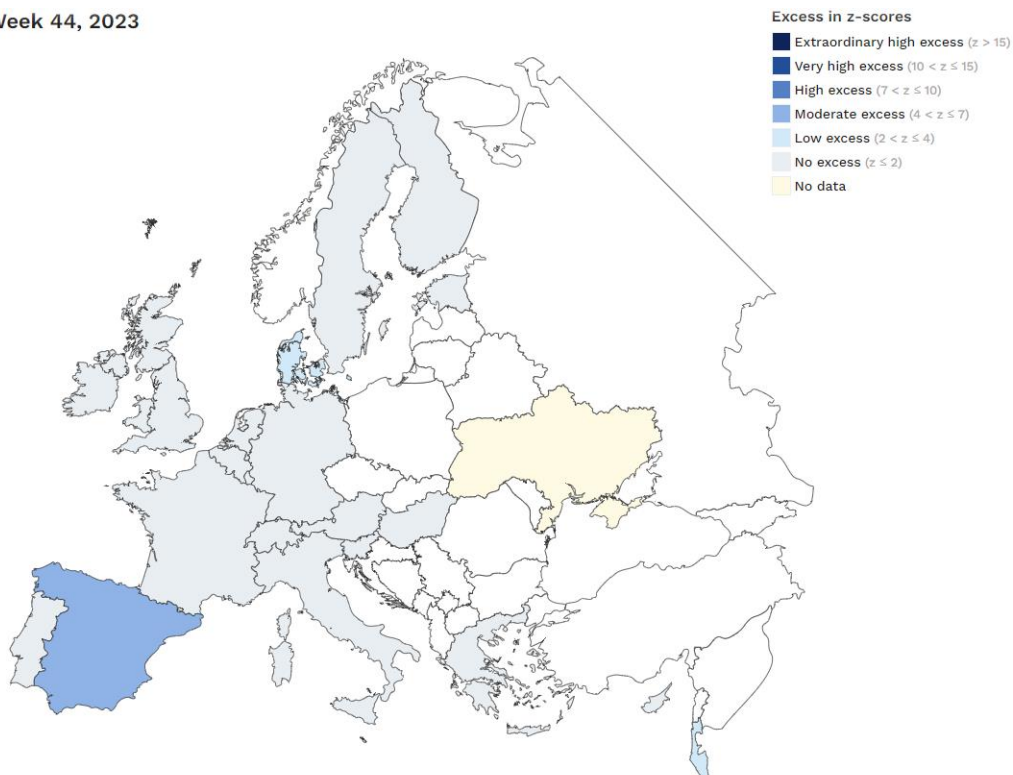 Week 44, 2023
Excess in z-scores
Extraordinary high excess (z > 15)
Very high excess (10 < z ≤ 15)
High excess (7 < z ≤ 10)
Moderate excess (4 < z ≤ 7)
Low excess (2 < z ≤ 4)
No excess (z ≤ 2)
No data